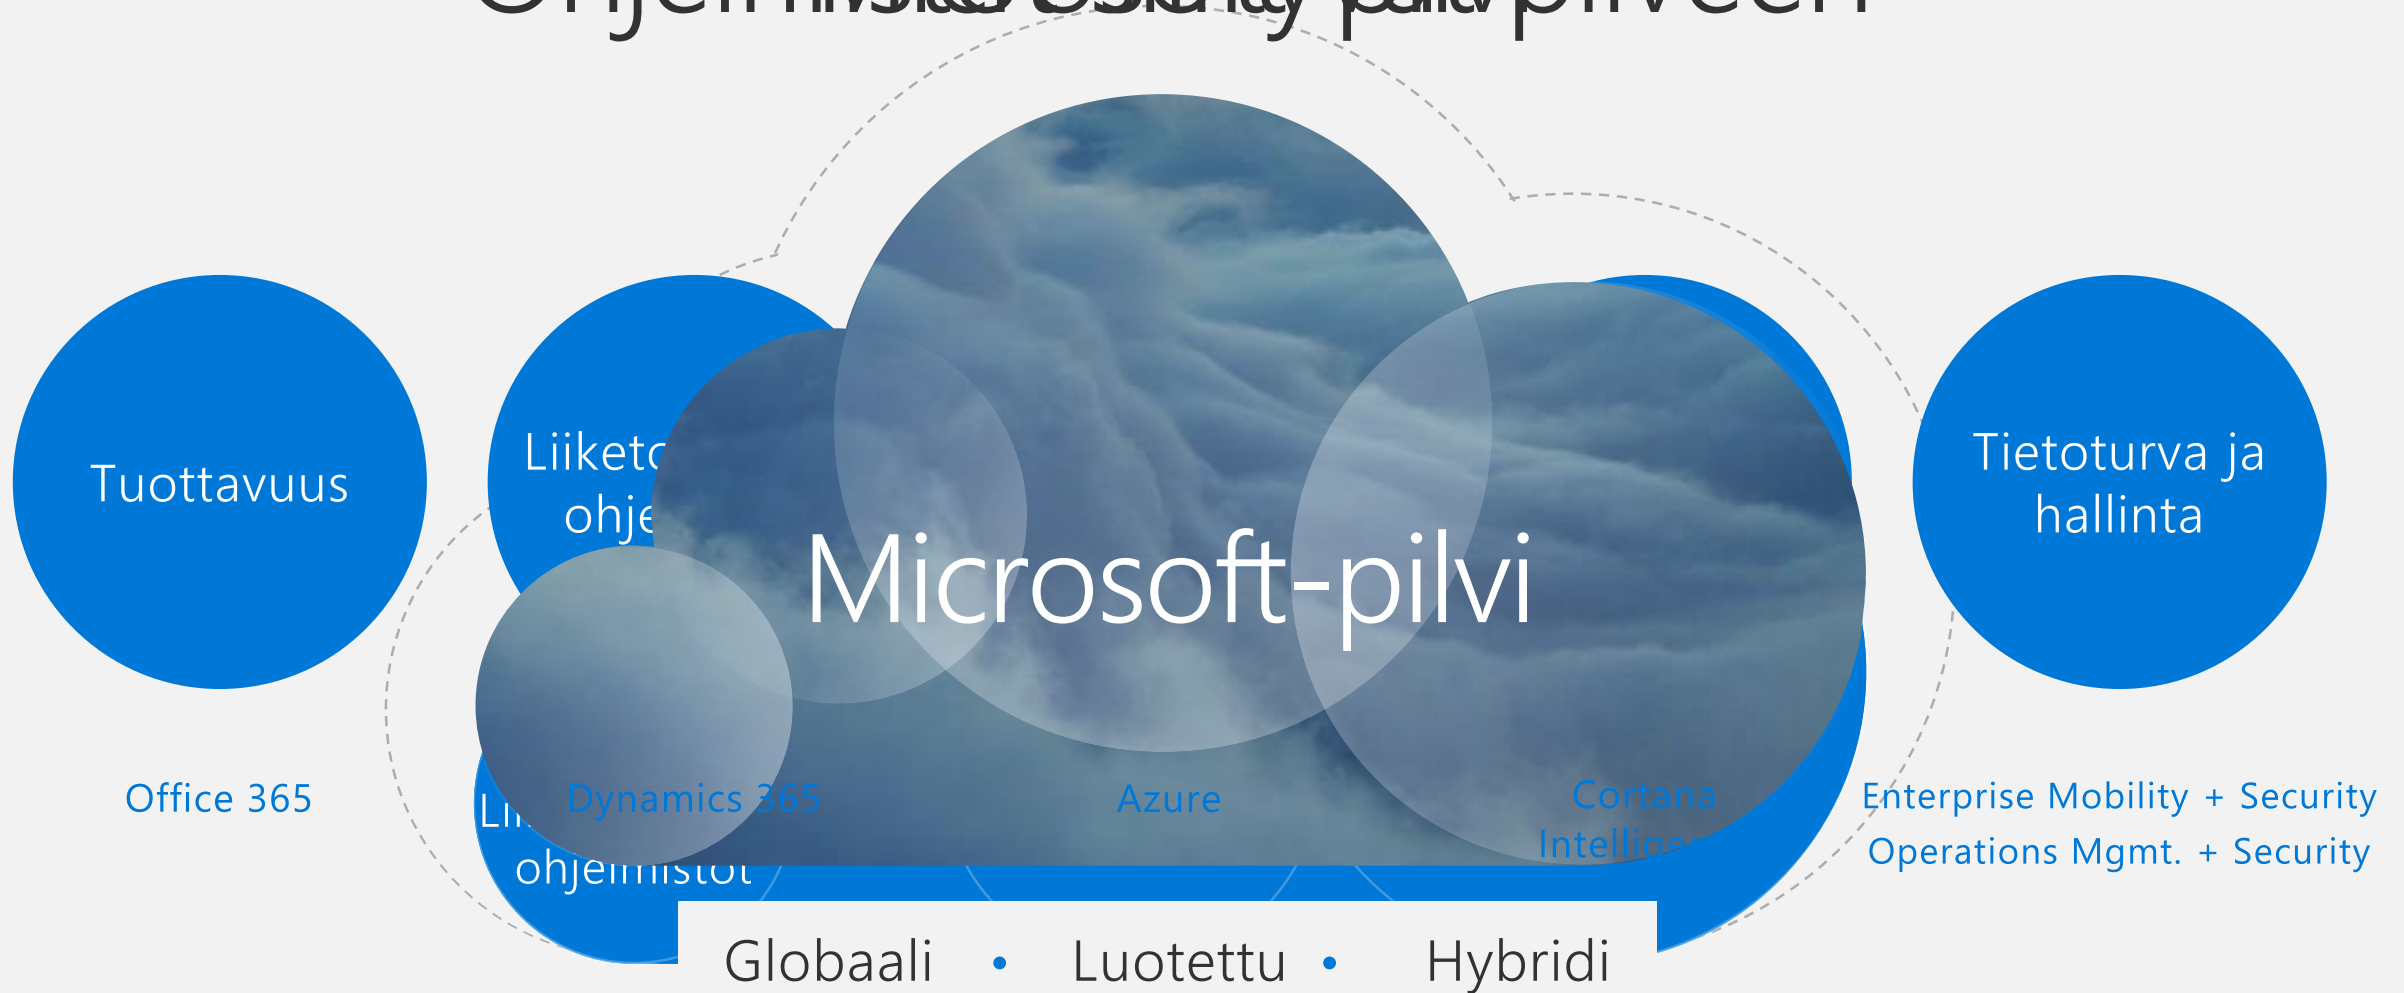 Tuottavuus
Tietoturva ja
hallinta
Microsoft-pilvi
Office 365
Dynamics 365
Azure
Cortana
Enterprise Mobility + Security
Operations Mgmt. + Security
ohjelmistot
Globaali • Luotettu • Hybridi